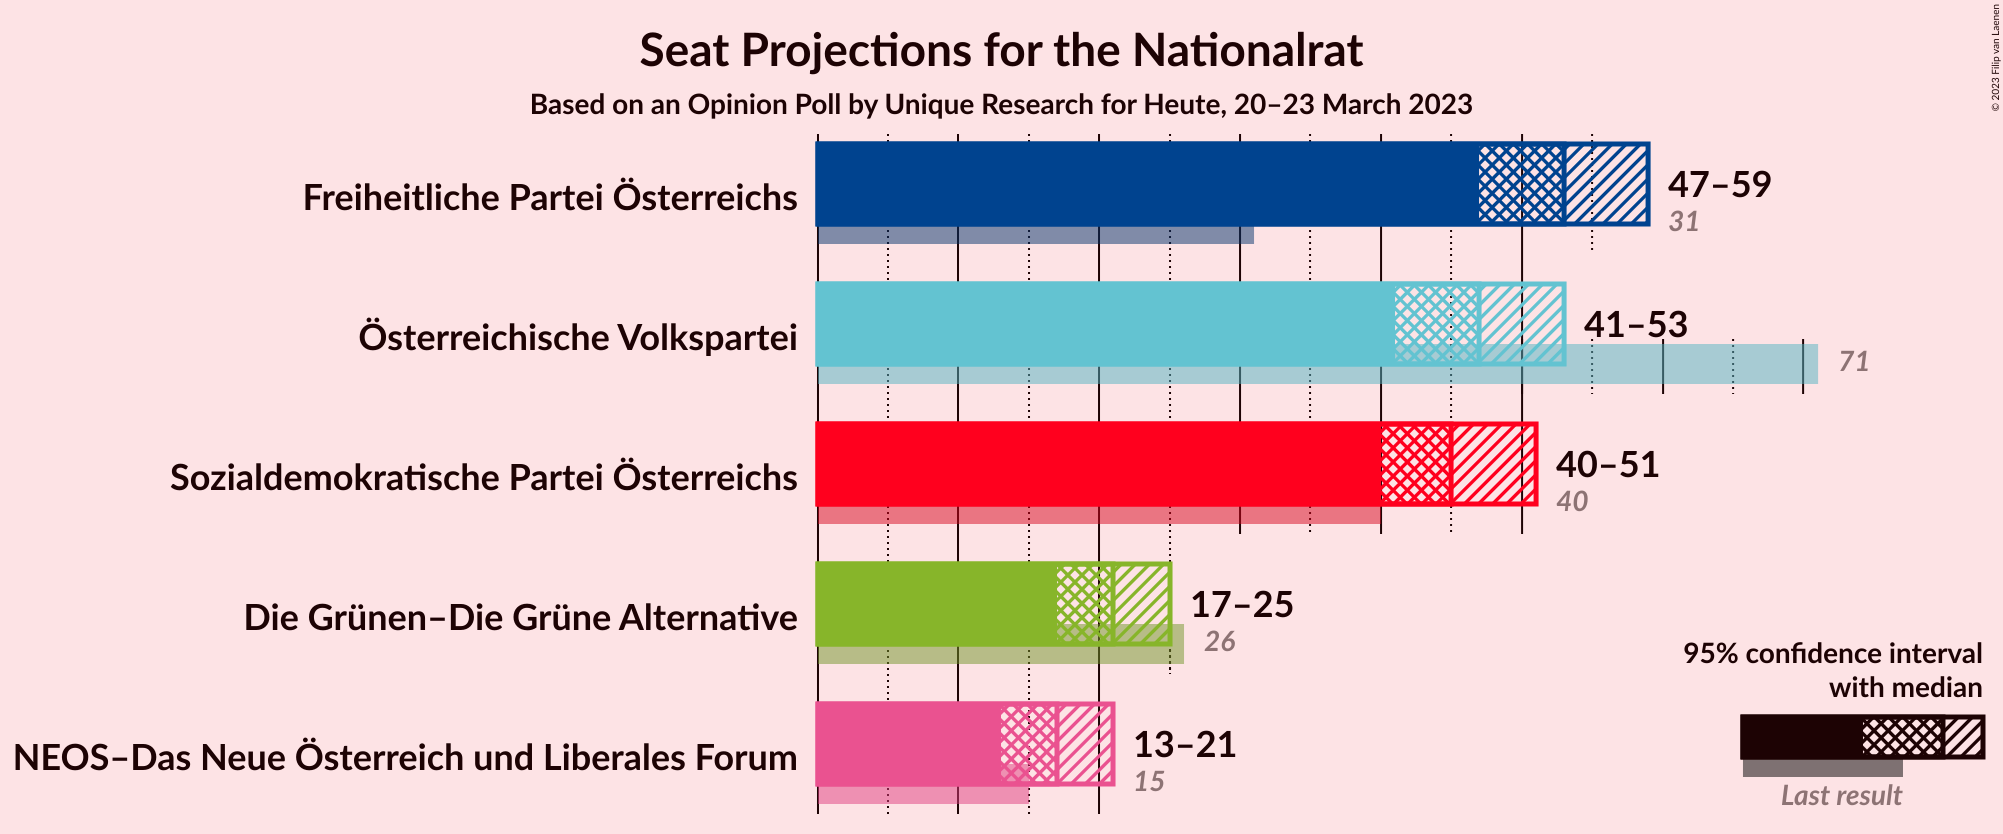 Seat Projections for the Nationalrat
Based on an Opinion Poll by Unique Research for Heute, 20–23 March 2023
© 2023 Filip van Laenen
Freiheitliche Partei Österreichs
47–59
31
Österreichische Volkspartei
41–53
71
Sozialdemokratische Partei Österreichs
40–51
40
Die Grünen–Die Grüne Alternative
17–25
26
NEOS–Das Neue Österreich und Liberales Forum
13–21
15
95% confidence interval
with median
Last result